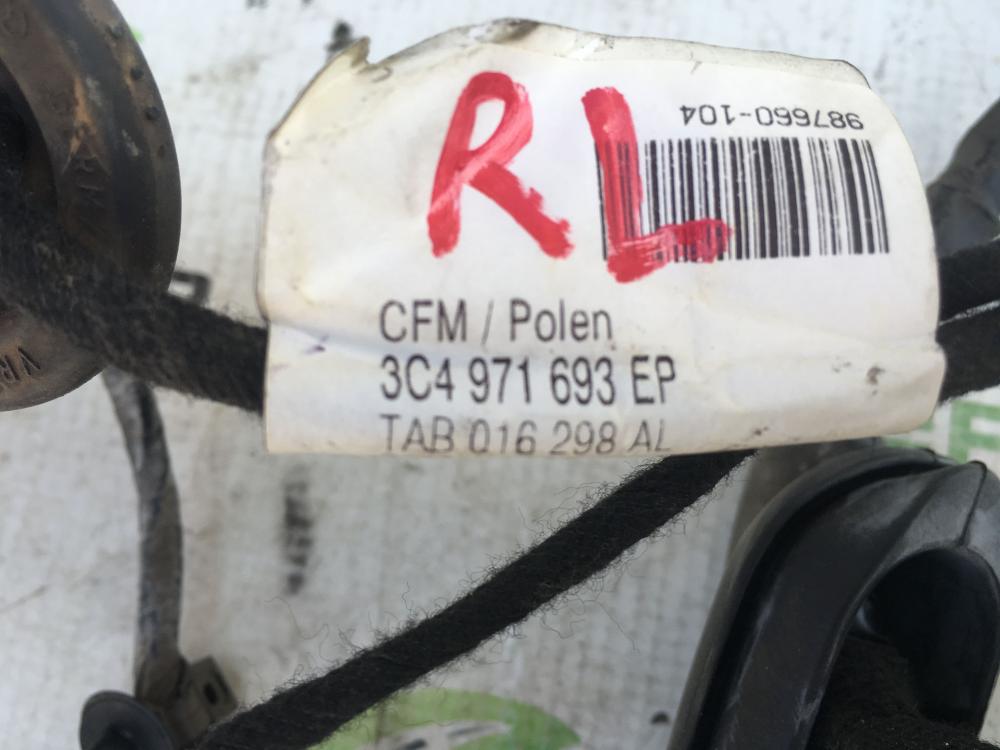 RL
987660-104
CFM / Polen
3C4 971 693 EP
TAB 016 298 AL